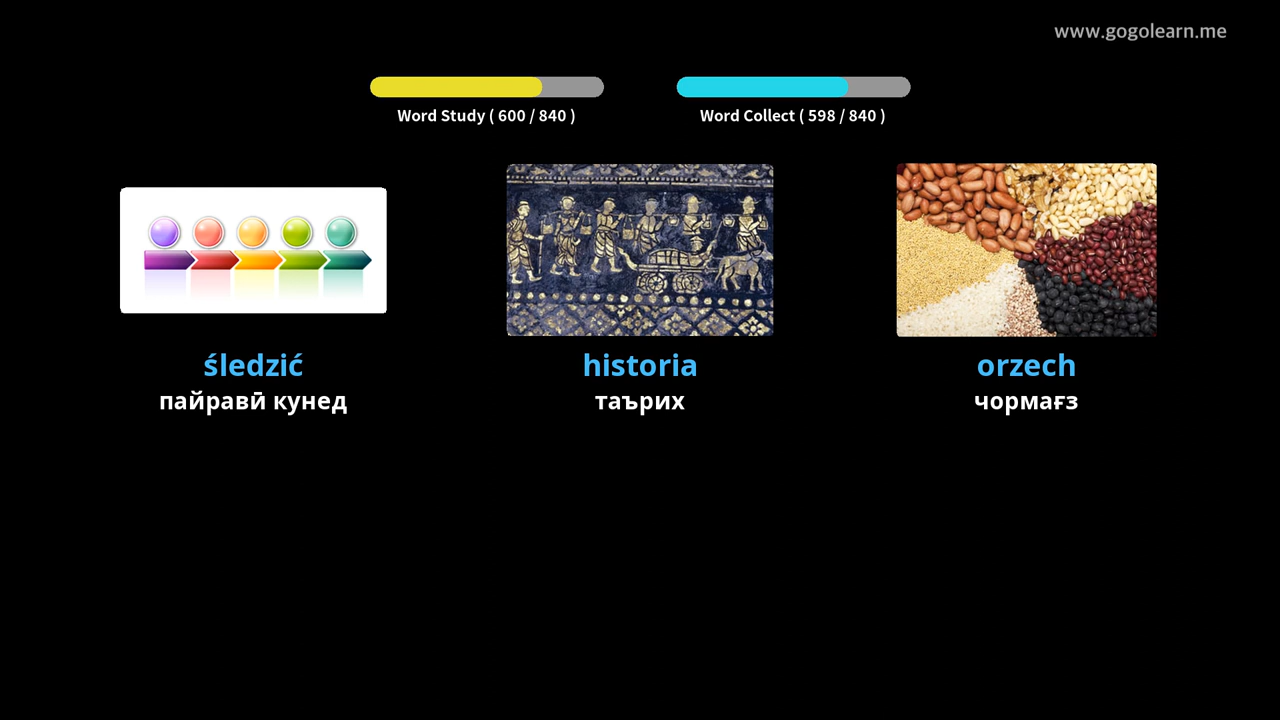 www.gogolearn.me
Word Study ( 600 / 840 )
Word Collect ( 598 / 840 )
śledzić
historia
orzech
пайравӣ кунед
таърих
чормағз